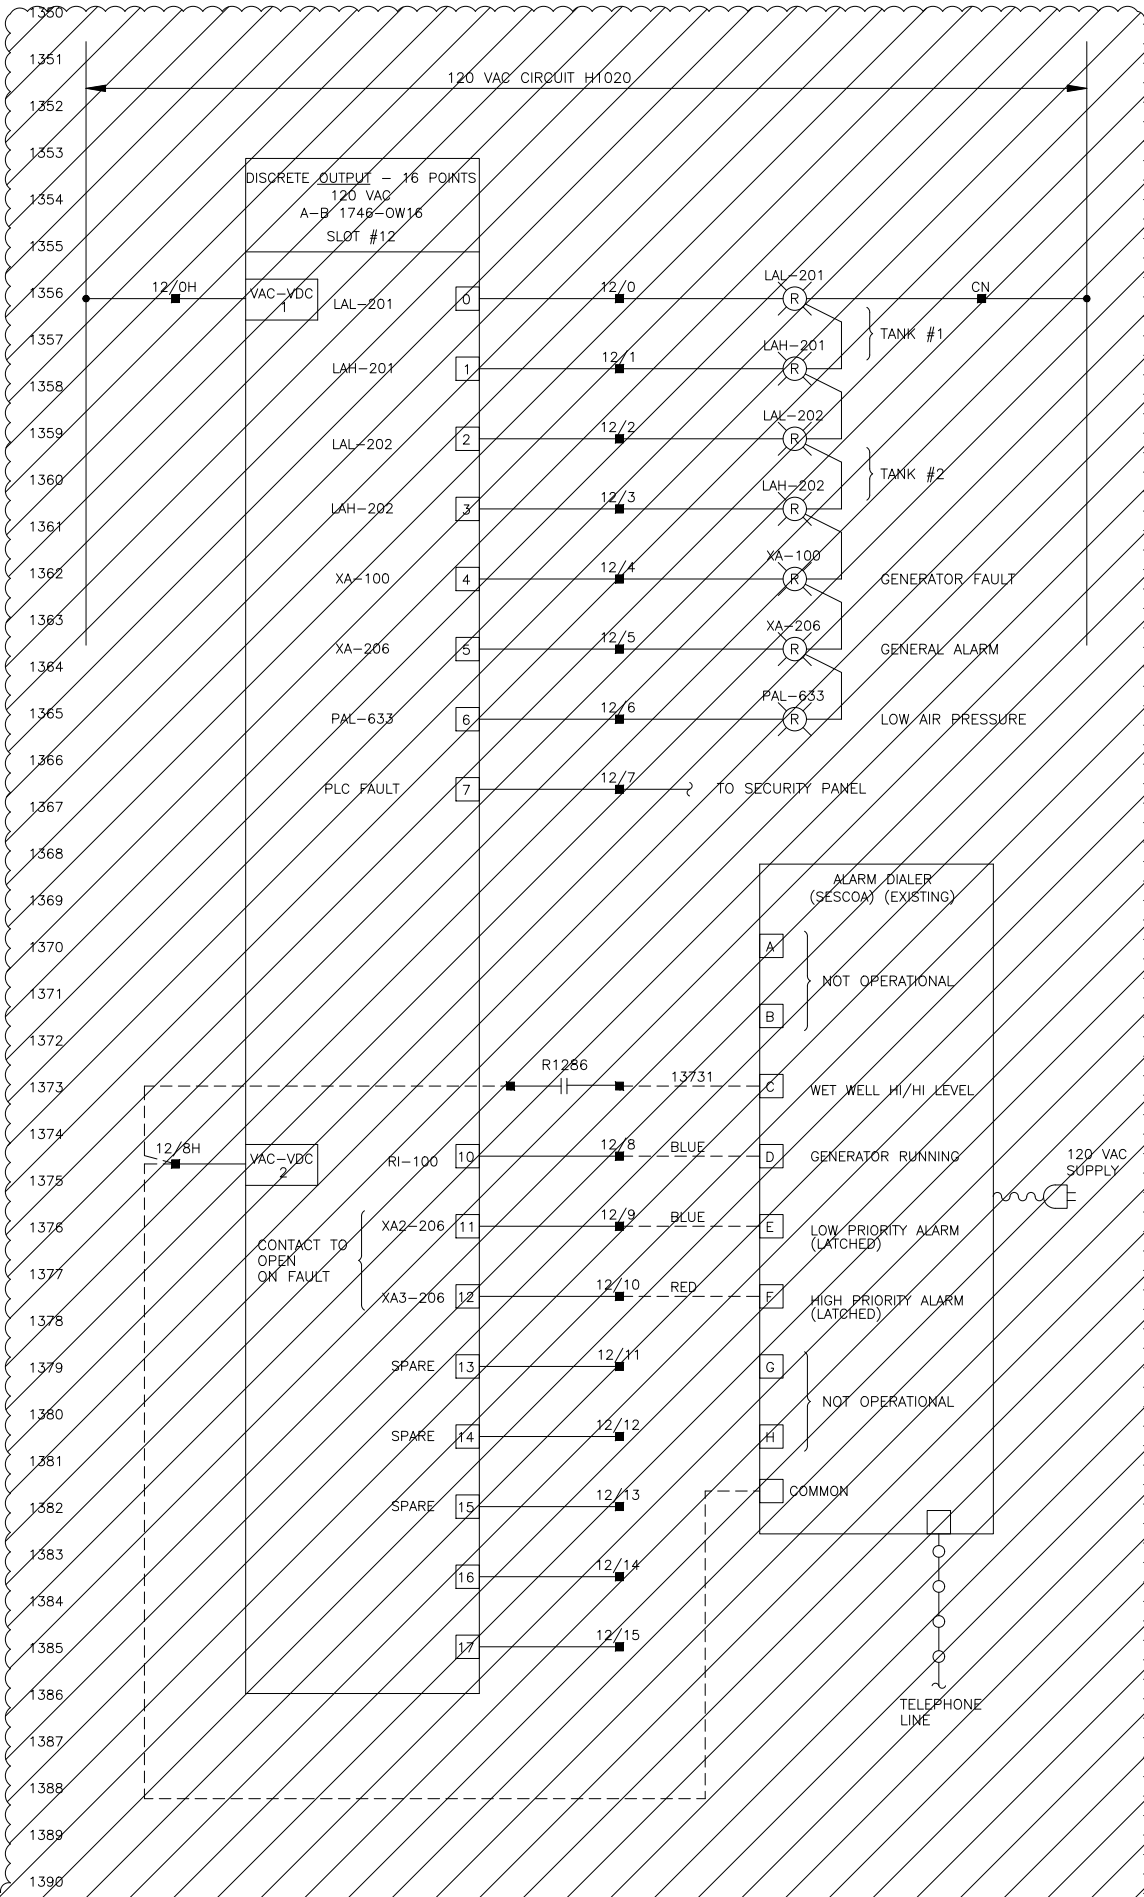 1350
1351
120 VAC CIRCUIT H1020
1352
1353
DISCRETE OUTPUT - 16 POINTS
1354
120 VAC
A-B 1746-OW16
1355
SLOT #12
1356
12/0H
VAC-VDC
1
LAL-201
0
12/0
LAL-201
R
CN
1357
TANK #1
1358
LAH-201
1
12/1
LAH-201
R
1359
LAL-202
2
12/2
LAL-202
R
1360
TANK #2
1361
LAH-202
3
12/3
LAH-202
R
1362
XA-100
4
12/4
XA-100
R
GENERATOR FAULT
1363
1364
XA-206
5
12/5
XA-206
R
GENERAL ALARM
1365
PAL-633
6
12/6
PAL-633
R
LOW AIR PRESSURE
1366
1367
PLC FAULT
7
12/7
TO SECURITY PANEL
1368
1369
ALARM DIALER
(SESCOA) (EXISTING)
1370
A
1371
NOT OPERATIONAL
B
1372
1373
R1286
13731
C
WET WELL HI/HI LEVEL
1374
12/8H
VAC-VDC
2
RI-100
10
12/8
BLUE
D
GENERATOR RUNNING
120 VAC
SUPPLY
1375
1376
XA2-206
11
12/9
BLUE
E
LOW PRIORITY ALARM
(LATCHED)
CONTACT TO
OPEN
ON FAULT
1377
XA3-206
12
12/10
RED
F
HIGH PRIORITY ALARM
(LATCHED)
1378
1379
SPARE
13
12/11
G
1380
NOT OPERATIONAL
SPARE
14
12/12
H
1381
COMMON
1382
SPARE
15
12/13
1383
16
12/14
1384
1385
17
12/15
1386
TELEPHONE
LINE
1387
1388
1389
1390